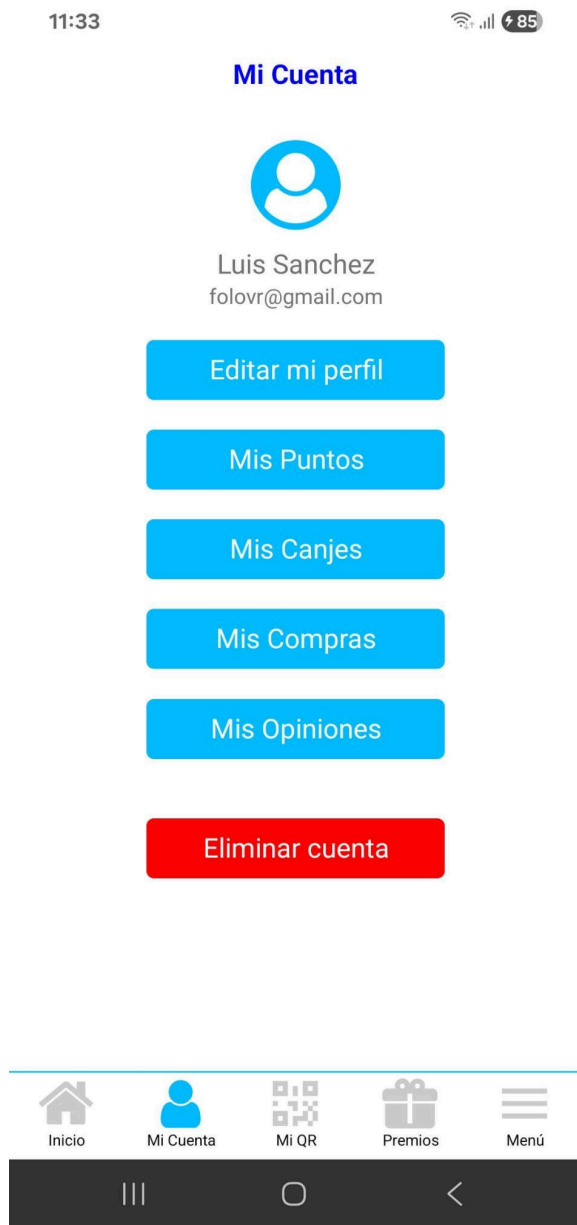 11:33
85
Mi Cuenta
Luis Sanchez
folovr@gmail.com
Editar mi perfil
Mis Puntos
Mis Canjes
Mis Compras
Mis Opiniones
Eliminar cuenta
Inicio
Mi Cuenta
Mi QR
Premios
Menú